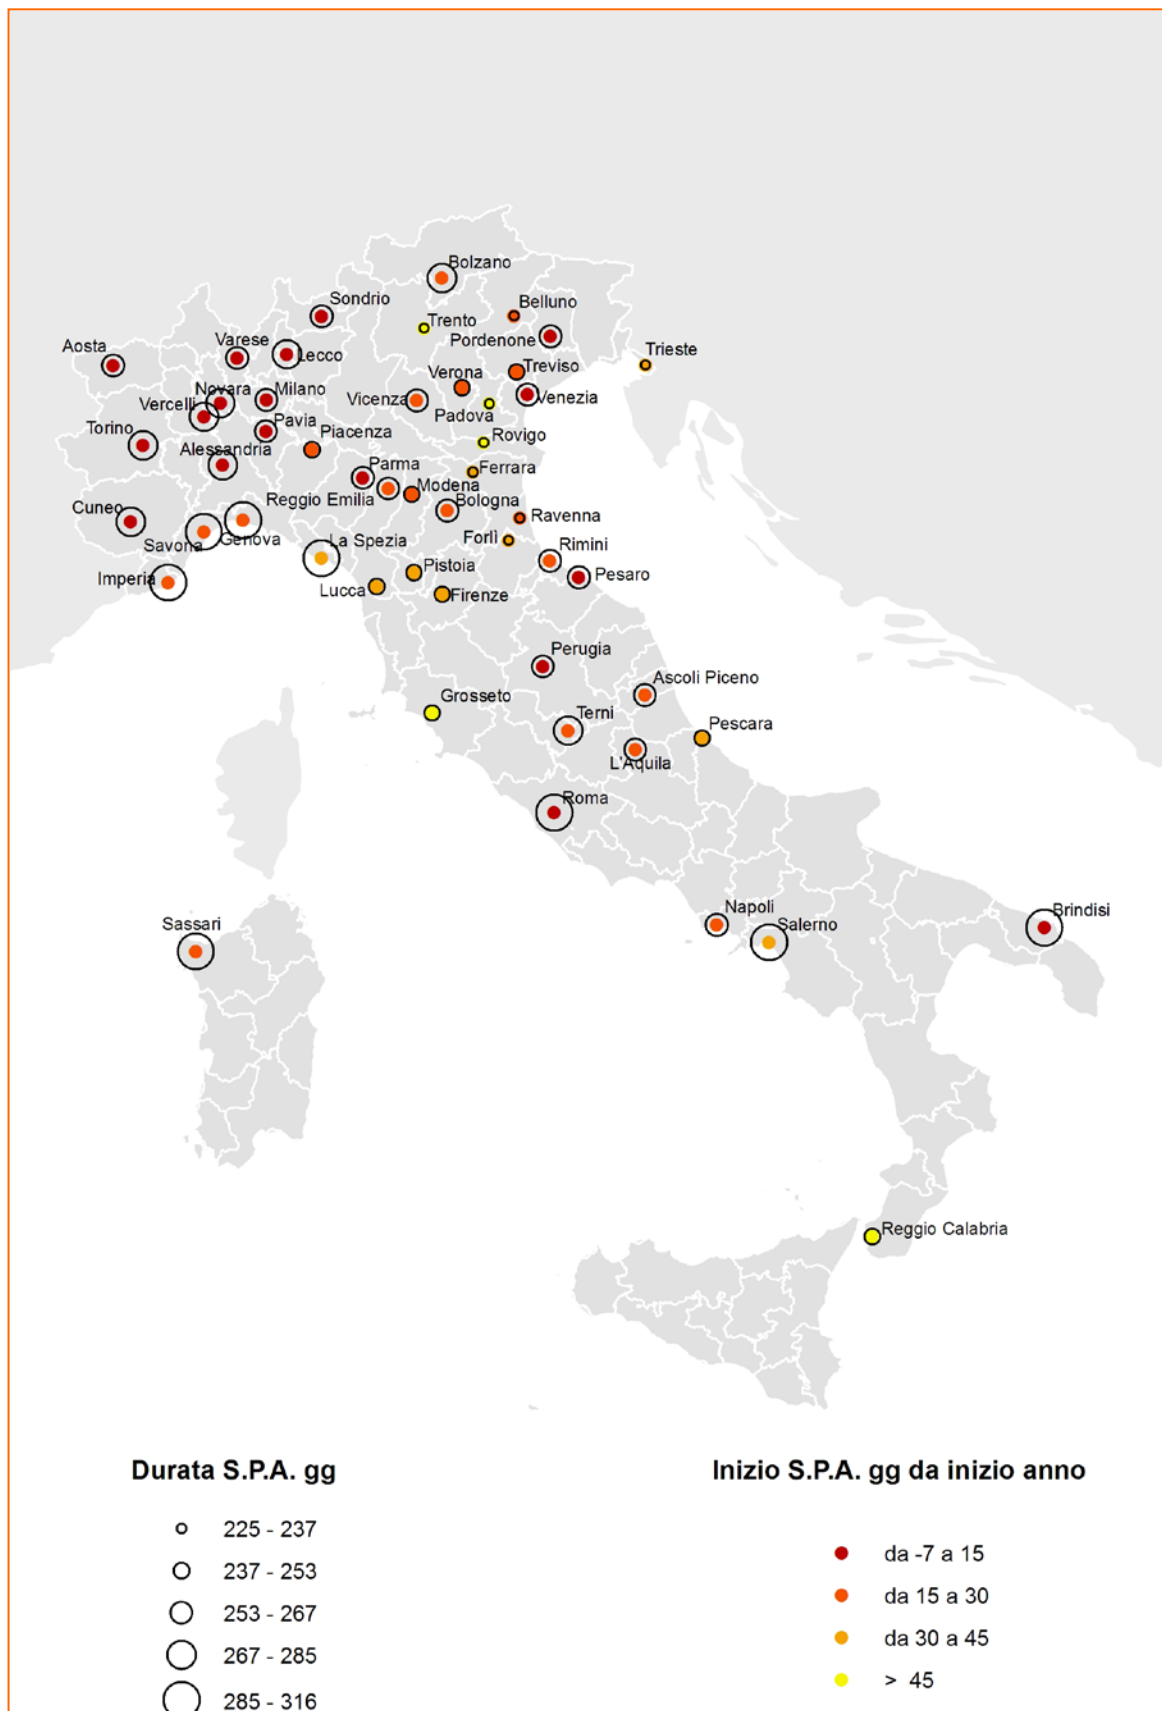 Bolzano
Sondrio
Belluno
Trento
Pordenone
Aosta
Varese
Lecco
Trieste
Verona
Treviso
Novara
Milano
Vicenza
Venezia
Vercelli
Padova
Torino
Pavia
Piacenza
Rovigo
Alessandria
Parma
Ferrara
Modena
Reggio Emilia
Bologna
Cuneo
Ravenna
Savona
Genova
La Spezia
Forlì
Rimini
Imperia
Pistoia
Pesaro
Lucca
Firenze
Perugia
Ascoli Piceno
Grosseto
Terni
Pescara
L'Aquila
Roma
Napoli
Brindisi
Sassari
Salerno
Reggio Calabria
Durata S.P.A. gg
225 - 237
237 - 253
253 - 267
267 - 285
285 - 316
Inizio S.P.A. gg da inizio anno
da -7 a 15
da 15 a 30
da 30 a 45
> 45